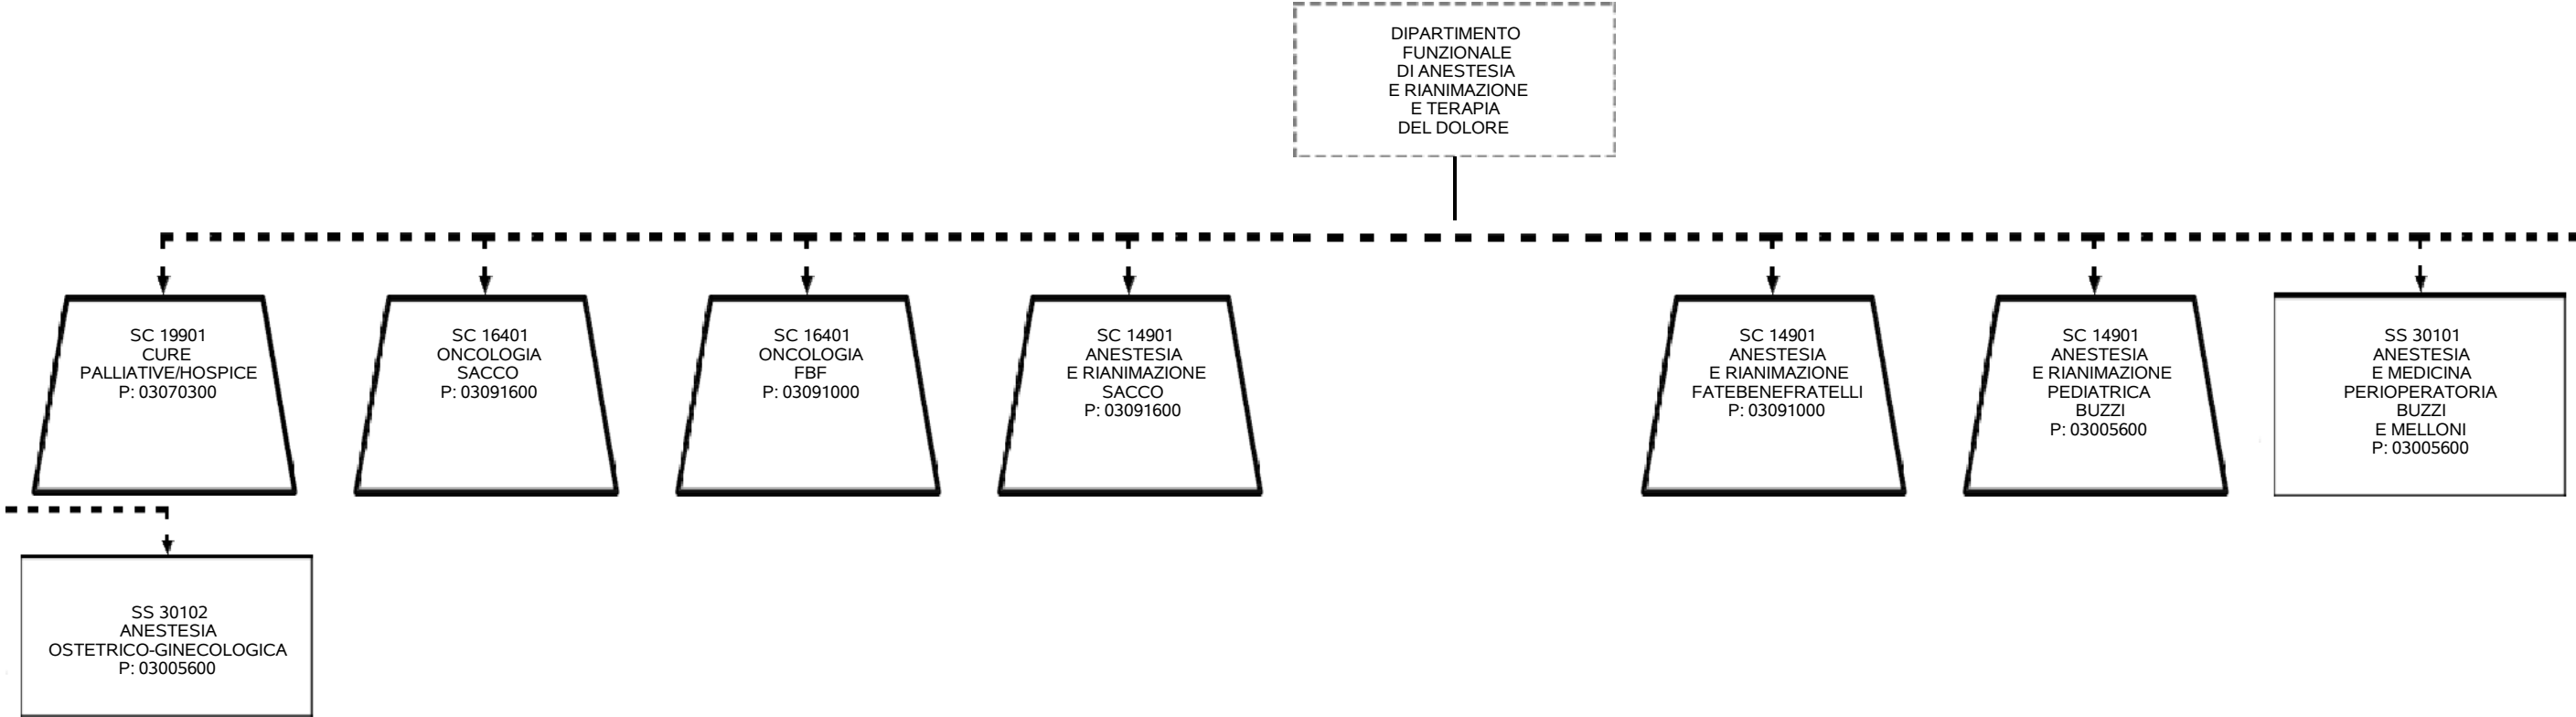 DIPARTIMENTO
FUNZIONALE
DI ANESTESIA
E RIANIMAZIONE
E TERAPIA
DEL DOLORE
SC 19901
CURE
PALLIATIVE/HOSPICE
P: 03070300
SC 16401
ONCOLOGIA
SACCO
P: 03091600
SC 16401
ONCOLOGIA
FBF
P: 03091000
SC 14901
ANESTESIA
E RIANIMAZIONE
SACCO
P: 03091600
SC 14901
ANESTESIA
E RIANIMAZIONE
FATEBENEFRATELLI
P: 03091000
SC 14901
ANESTESIA
E RIANIMAZIONE
PEDIATRICA
BUZZI
P: 03005600
SS 30101
ANESTESIA
E MEDICINA
PERIOPERATORIA
BUZZI
E MELLONI
P: 03005600
SS 30102
ANESTESIA
OSTETRICO-GINECOLOGICA
P: 03005600